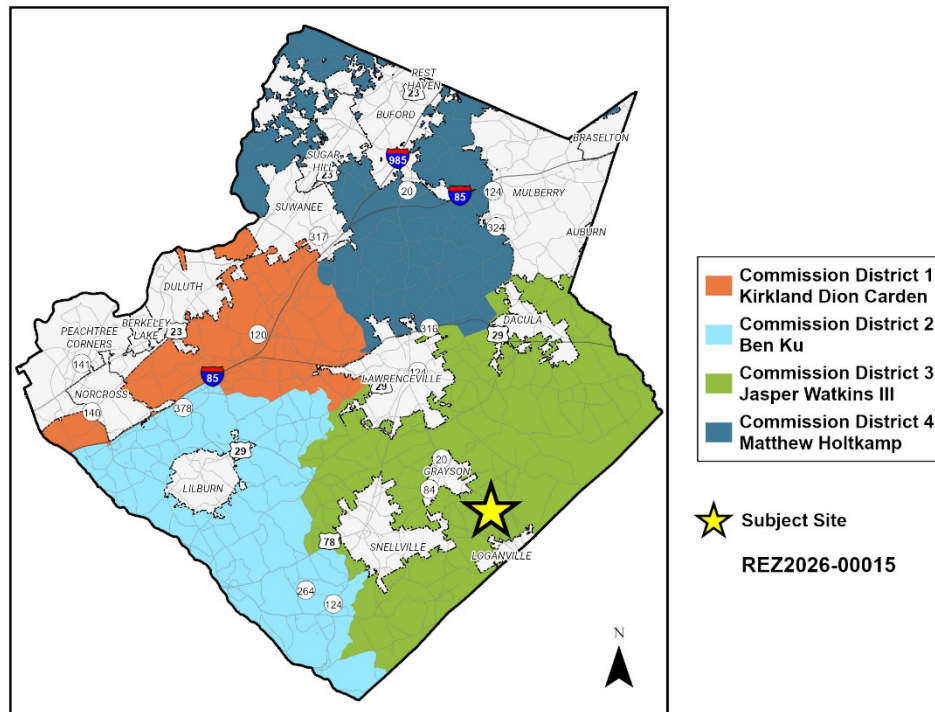 REST
HAVEN
23
BUFORD
BRASELTON
SUGAR
HILL
23
985
20
85
124
MULBERRY
SUWANEE
324
AUBURN
317
DULUTH
BERKELEY
LAKE
23
PEACHTREE
CORNERS
120
316
29
DACULA
141
85
124
LAWRENCEVILLE
29
NORCROSS
140
378
29
20
GRAYSON
LILBURN
84
78
SNELLVILLE
LOGANVILLE
264
124
N
Commission District 1
Kirkland Dion Carden
Commission District 2
Ben Ku
Commission District 3
Jasper Watkins III
Commission District 4
Matthew Holtkamp
Subject Site
REZ2026-00015